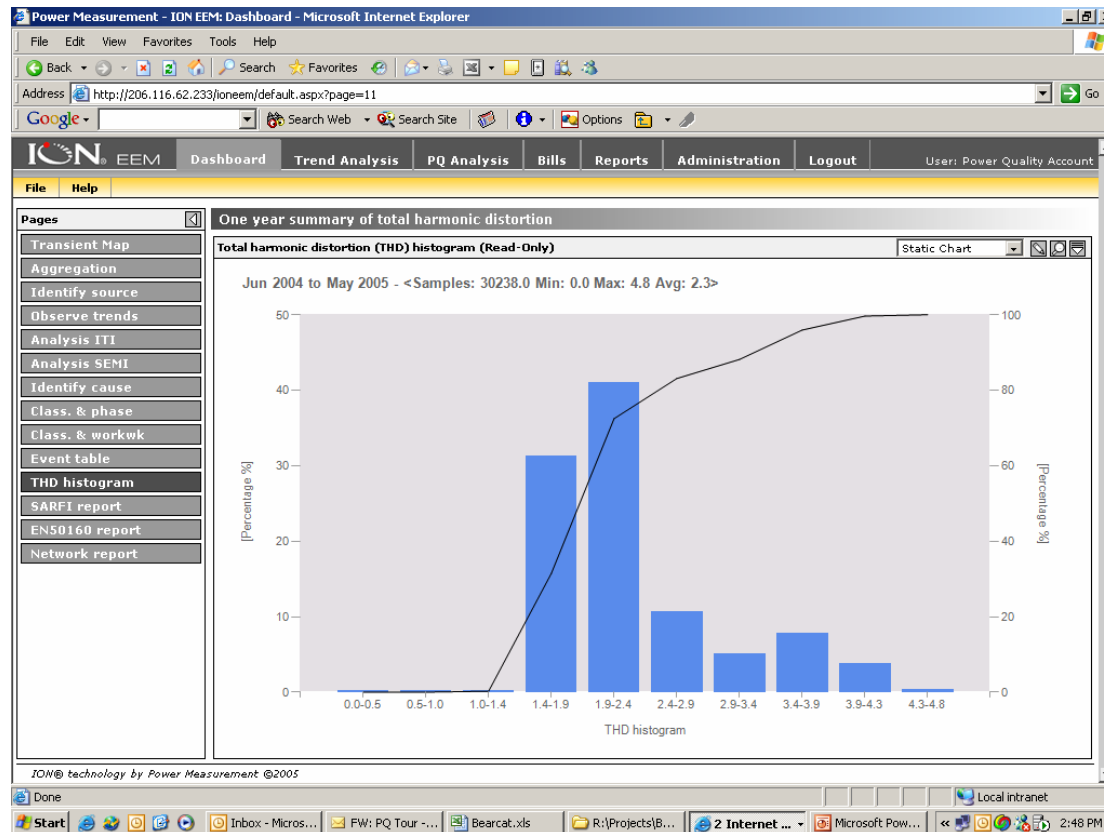 Power Measurement - ION EEM: Dashboard - Microsoft Internet Explorer
File Edit View Favorites Tools Help
Back Search Favorites
Address http://206.116.62.233/ioneem/default.aspx?page=11 Go
Google Search Web Search Site Options
ION® EEM Dashboard Trend Analysis PQ Analysis Bills Reports Administration Logout User: Power Quality Account
File Help
Pages
Transient Map
Aggregation
Identify source
Observe trends
Analysis ITI
Analysis SEMI
Identify cause
Class. & phase
Class. & workwk
Event table
THD histogram
SARFI report
EN50160 report
Network report
One year summary of total harmonic distortion
Total harmonic distortion (THD) histogram (Read-Only) Static Chart
Jun 2004 to May 2005 - <Samples: 30238.0 Min: 0.0 Max: 4.8 Avg: 2.3>
50 100
40 80
30 60
[Percentage %] [Percentage %]
20 40
10 20
0 0
0.0-0.5 0.5-1.0 1.0-1.4 1.4-1.9 1.9-2.4 2.4-2.9 2.9-3.4 3.4-3.9 3.9-4.3 4.3-4.8
THD histogram
ION® technology by Power Measurement ©2005
Done Local intranet
Start Inbox - Micros... FW: PQ Tour -... Bearcat.xls R:\Projects\B... 2 Internet ... Microsoft Pow... « 2:48 PM